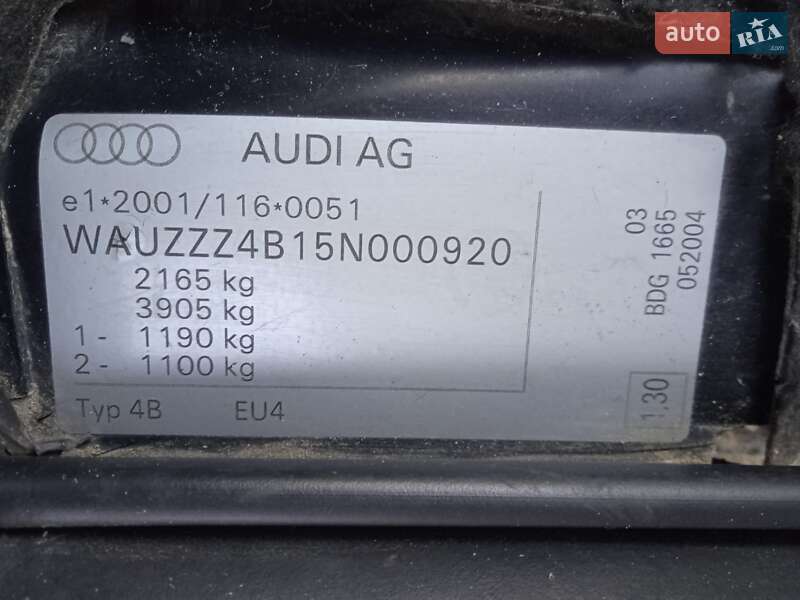 auto RIA .com
AUDI AG
e1*2001/116*0051
WAUZZZ4B15N000920
2165 kg
3905 kg
1 - 1190 kg
2 - 1100 kg
Typ 4B EU4
03
BDG 1665
052004
1,30